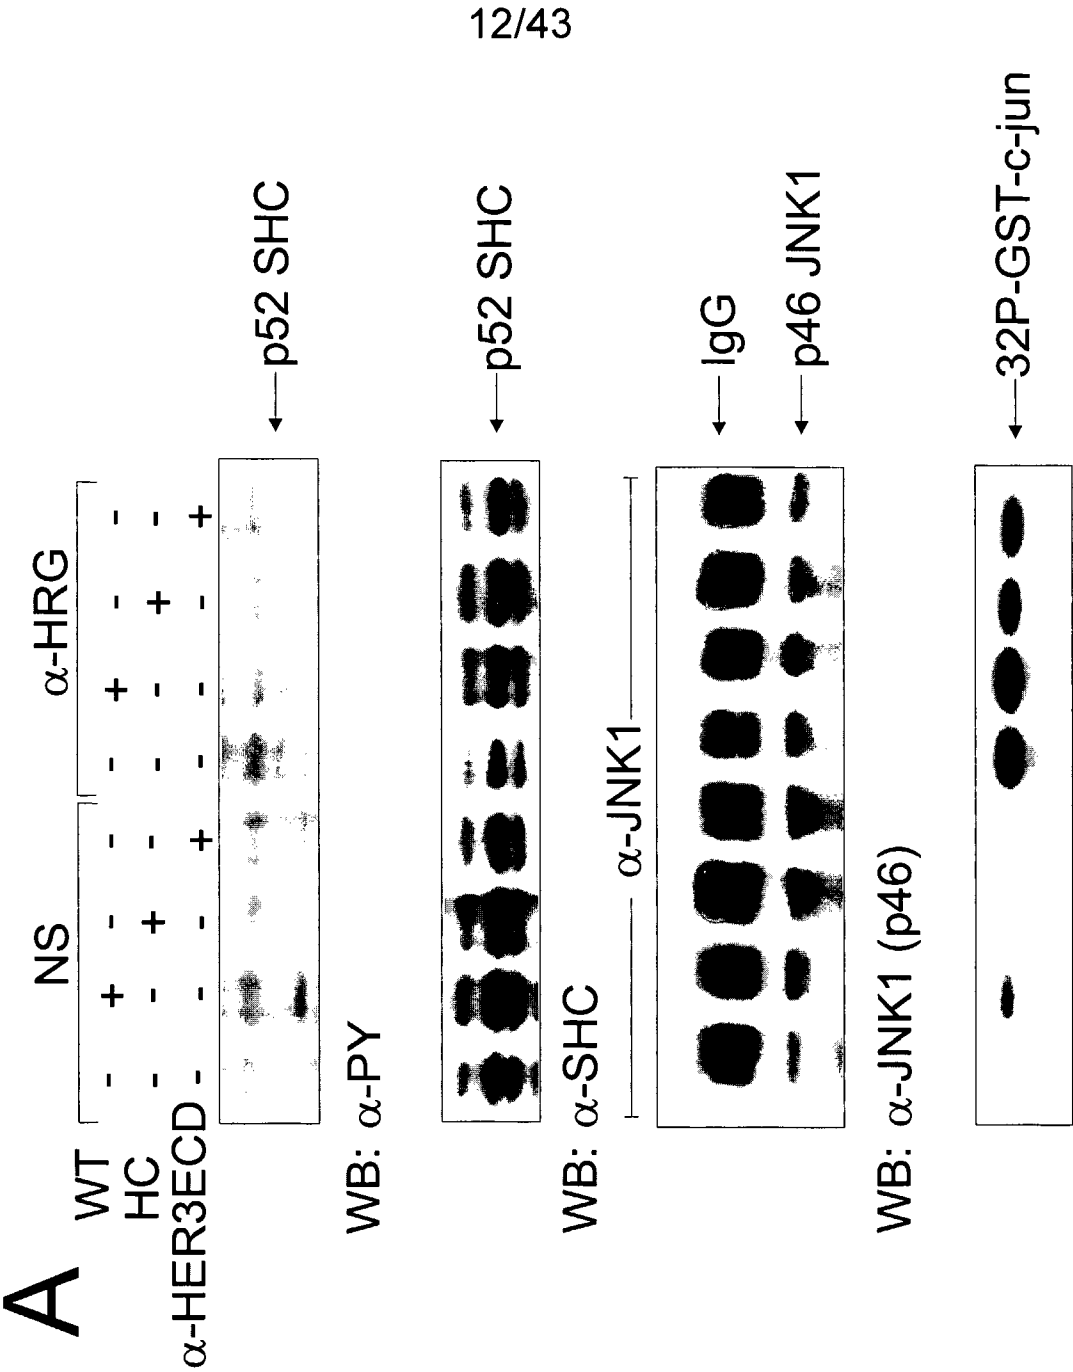 12/43
A
NS α-HRG
WT - + - - - + - -
HC - - + - - - + -
α-HER3ECD - - - + - - - +
←p52 SHC
WB: α-PY
←p52 SHC
WB: α-SHC
α-JNK1
←IgG
←p46 JNK1
WB: α-JNK1 (p46)
←32P-GST-c-jun